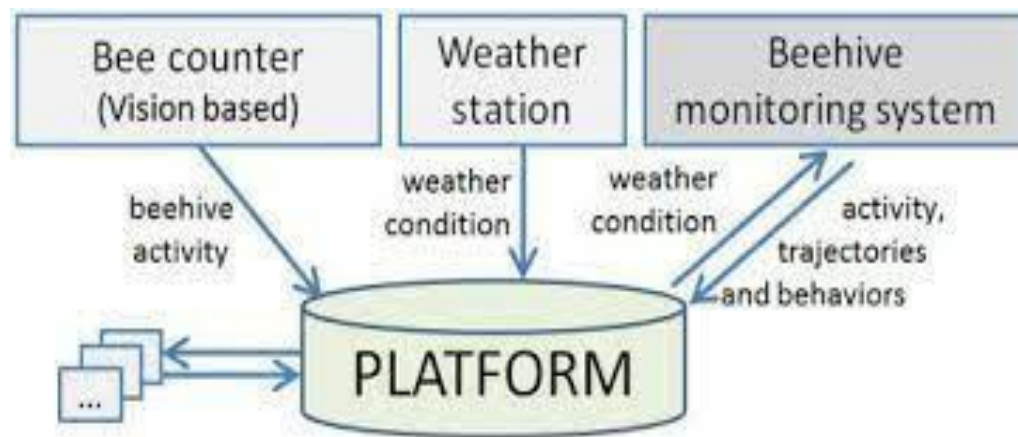 Bee counter
(Vision based)
Weather
station
Beehive
monitoring system
beehive
activity
weather
condition
weather
condition
activity,
trajectories
and behaviors
PLATFORM
...